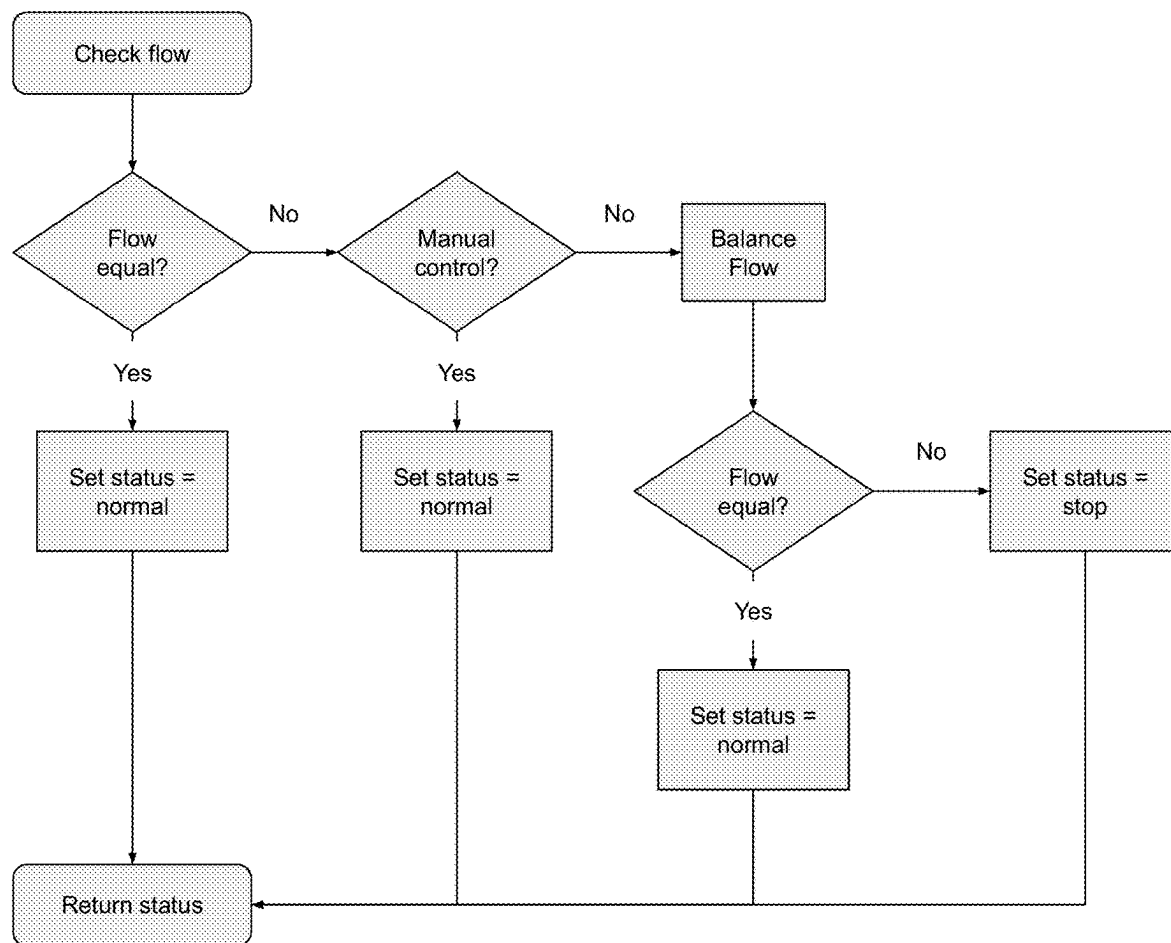 Check flow
Flow
equal?
No
Manual
control?
No
Balance
Flow
Yes
Yes
Set status =
normal
Set status =
normal
Flow
equal?
No
Set status =
stop
Yes
Set status =
normal
Return status